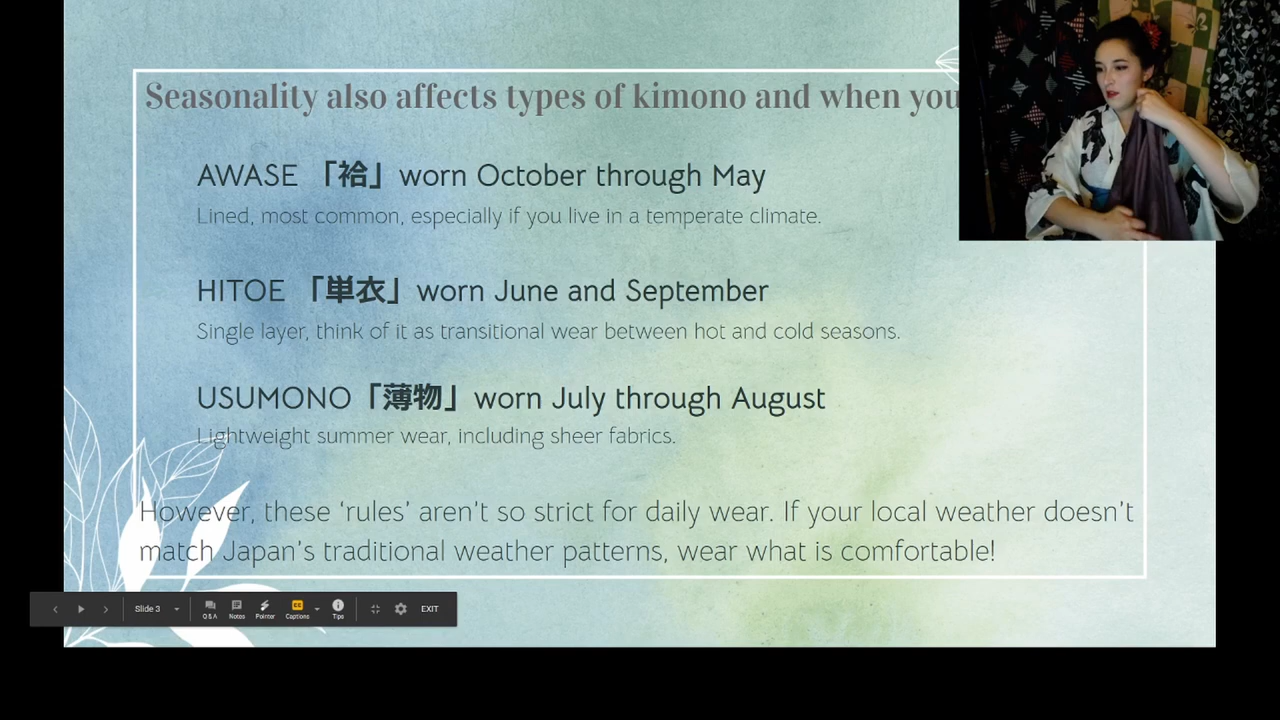 Seasonality also affects types of kimono and when you
AWASE 「袷」 worn October through May
Lined, most common, especially if you live in a temperate climate.
HITOE 「単衣」 worn June and September
Single layer, think of it as transitional wear between hot and cold seasons.
USUMONO「薄物」 worn July through August
Lightweight summer wear, including sheer fabrics.
However, these ‘rules’ aren’t so strict for daily wear. If your local weather doesn’t
match Japan’s traditional weather patterns, wear what is comfortable!
Slide 3
Q&A
Notes
Pointer
CC
Captions
Tips
EXIT